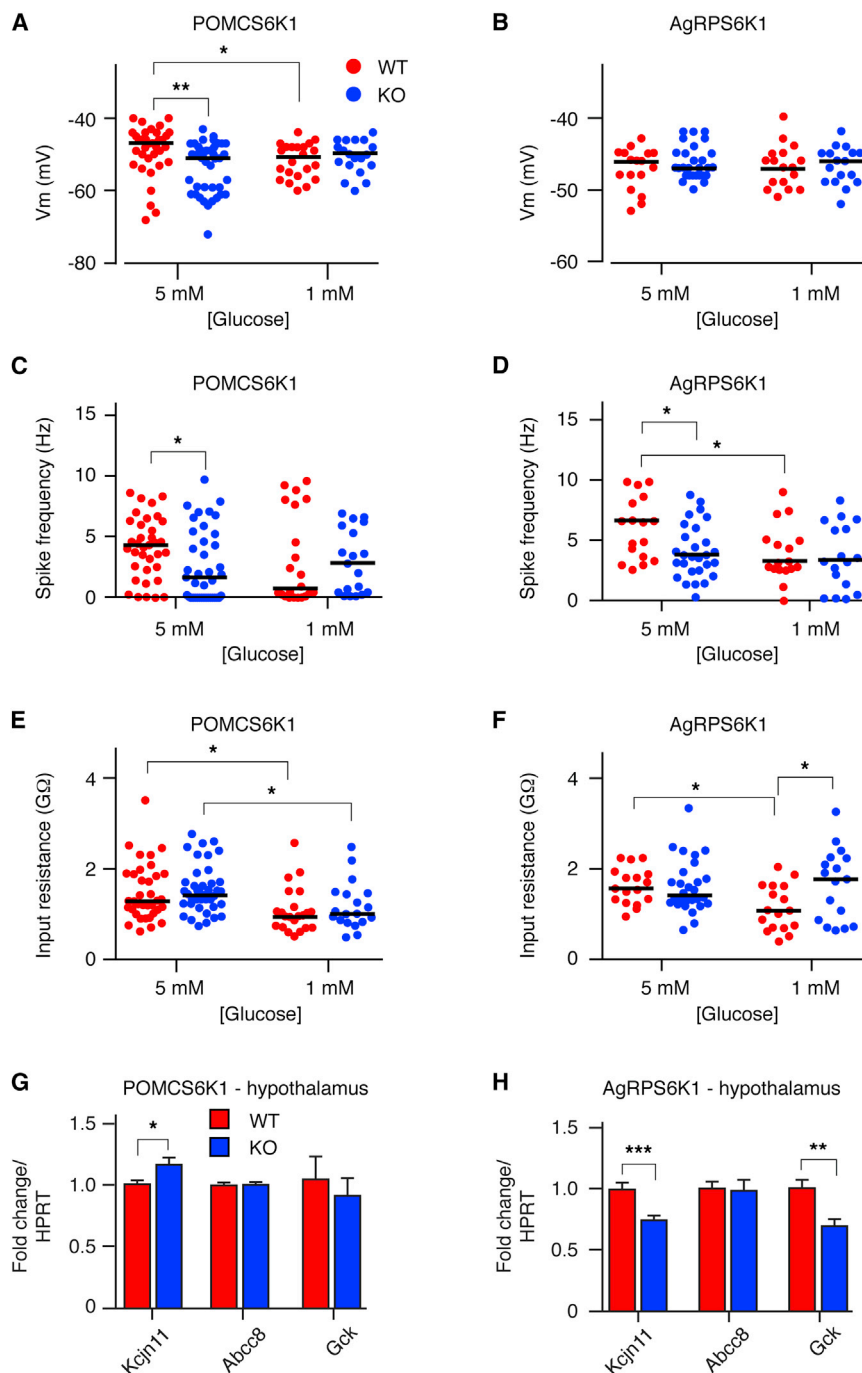 A
POMCS6K1
*
**
WT
KO
-40
-60
-80
Vm (mV)
5 mM
1 mM
[Glucose]
B
AgRPS6K1
-40
-50
-60
Vm (mV)
5 mM
1 mM
[Glucose]
C
POMCS6K1
15
10
5
0
Spike frequency (Hz)
*
5 mM
1 mM
[Glucose]
D
AgRPS6K1
15
10
5
0
Spike frequency (Hz)
*
*
5 mM
1 mM
[Glucose]
E
POMCS6K1
4
2
0
Input resistance (GΩ)
*
*
5 mM
1 mM
[Glucose]
F
AgRPS6K1
4
2
0
Input resistance (GΩ)
*
*
5 mM
1 mM
[Glucose]
G
POMCS6K1 - hypothalamus
1.5
1.0
0.5
0
Fold change/
HPRT
*
WT
KO
Kcjn11
Abcc8
Gck
H
AgRPS6K1 - hypothalamus
1.5
1.0
0.5
0
Fold change/
HPRT
***
**
Kcjn11
Abcc8
Gck